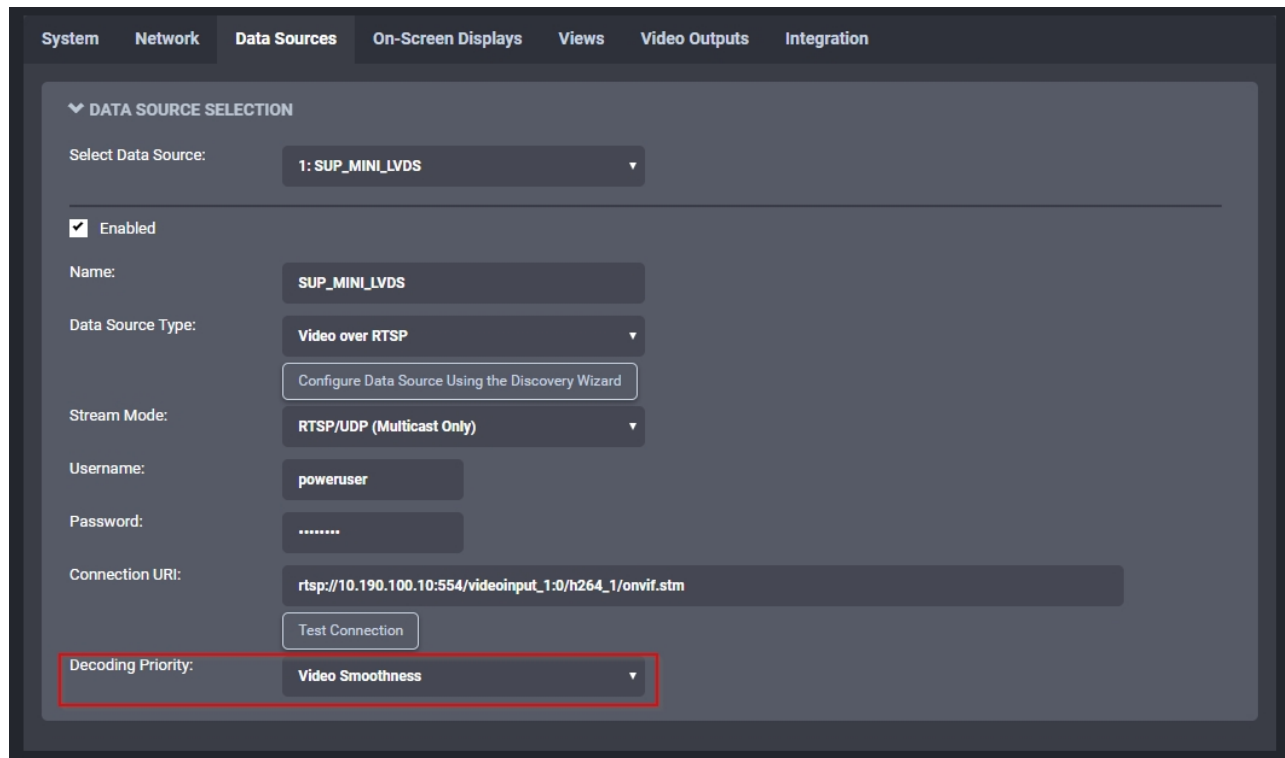 System Network Data Sources On-Screen Displays Views Video Outputs Integration
DATA SOURCE SELECTION
Select Data Source: 1: SUP_MINI_LVDS
Enabled
Name: SUP_MINI_LVDS
Data Source Type: Video over RTSP
Configure Data Source Using the Discovery Wizard
Stream Mode: RTSP/UDP (Multicast Only)
Username: poweruser
Password: ••••••••
Connection URI: rtsp://10.190.100.10:554/videoinput_1:0/h264_1/onvif.stm
Test Connection
Decoding Priority: Video Smoothness